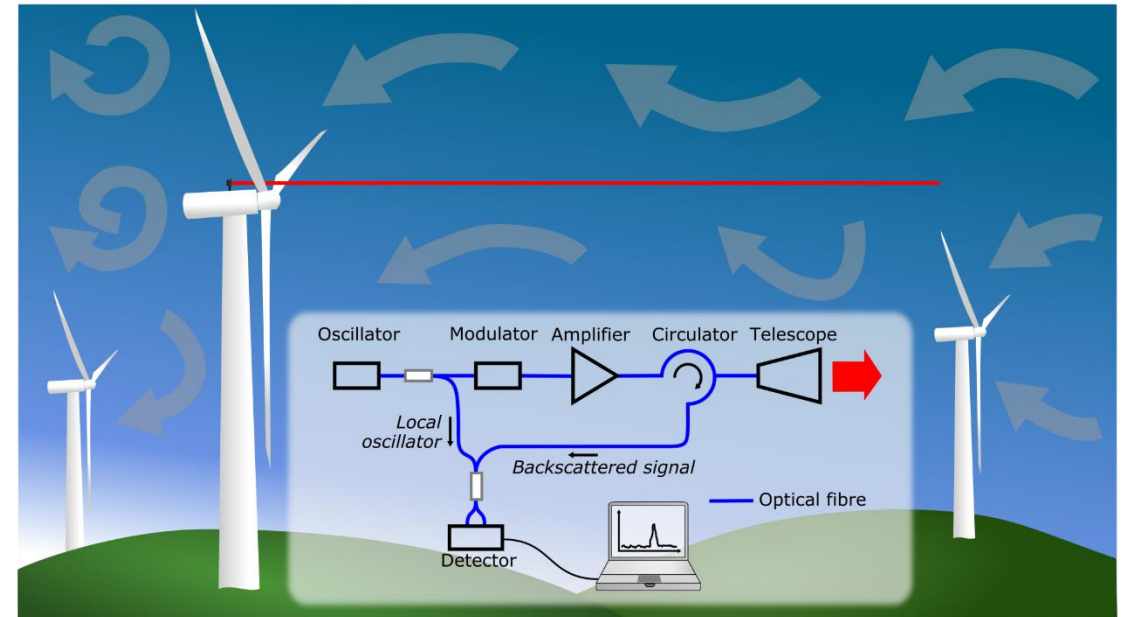 Oscillator
Modulator
Amplifier
Circulator
Telescope
Local
oscillator
Backscattered signal
Optical fibre
Detector